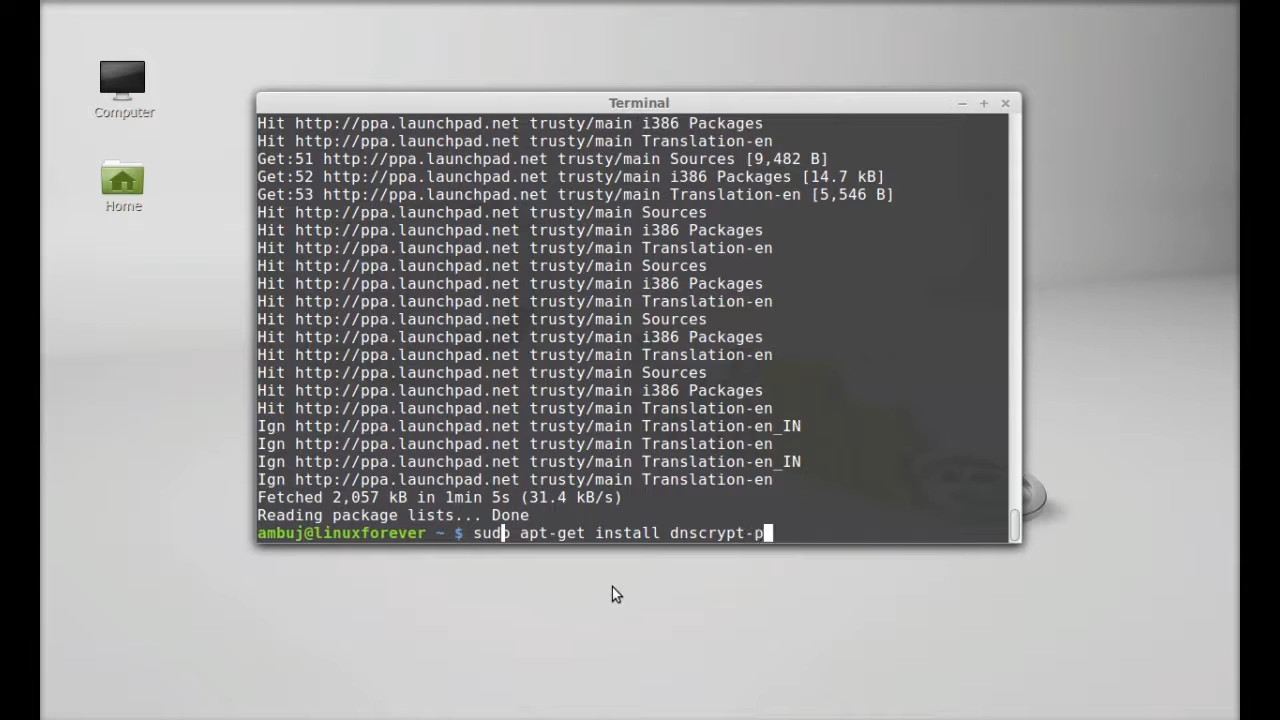 Computer
Home
Terminal
Hit http://ppa.launchpad.net trusty/main i386 Packages
Hit http://ppa.launchpad.net trusty/main Translation-en
Get:51 http://ppa.launchpad.net trusty/main Sources [9,482 B]
Get:52 http://ppa.launchpad.net trusty/main i386 Packages [14.7 kB]
Get:53 http://ppa.launchpad.net trusty/main Translation-en [5,546 B]
Hit http://ppa.launchpad.net trusty/main Sources
Hit http://ppa.launchpad.net trusty/main i386 Packages
Hit http://ppa.launchpad.net trusty/main Translation-en
Hit http://ppa.launchpad.net trusty/main Sources
Hit http://ppa.launchpad.net trusty/main i386 Packages
Hit http://ppa.launchpad.net trusty/main Translation-en
Hit http://ppa.launchpad.net trusty/main Sources
Hit http://ppa.launchpad.net trusty/main i386 Packages
Hit http://ppa.launchpad.net trusty/main Translation-en
Hit http://ppa.launchpad.net trusty/main Sources
Hit http://ppa.launchpad.net trusty/main i386 Packages
Hit http://ppa.launchpad.net trusty/main Translation-en
Ign http://ppa.launchpad.net trusty/main Translation-en_IN
Ign http://ppa.launchpad.net trusty/main Translation-en
Ign http://ppa.launchpad.net trusty/main Translation-en_IN
Ign http://ppa.launchpad.net trusty/main Translation-en
Fetched 2,057 kB in 1min 5s (31.4 kB/s)
Reading package lists... Done
ambuj@linuxforever ~ $ sudo apt-get install dnscrypt-p